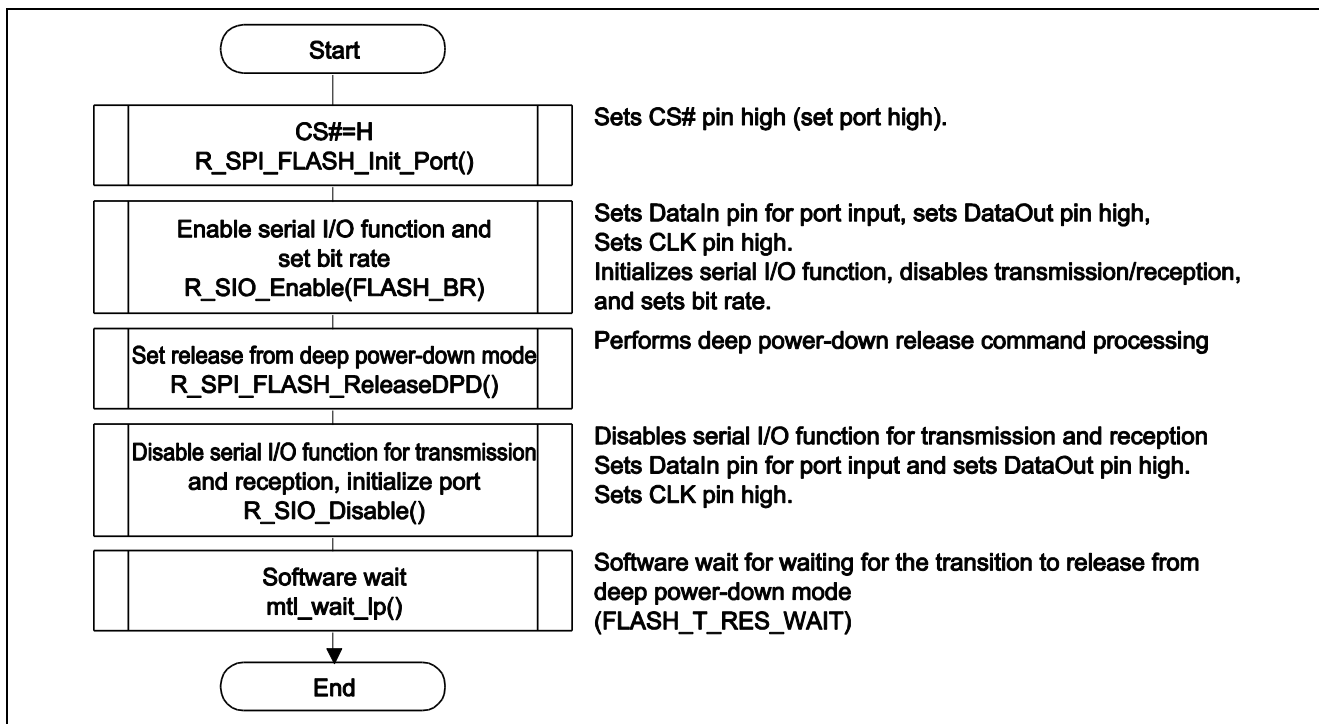 Start
CS#=H
R_SPI_FLASH_Init_Port()
Sets CS# pin high (set port high).
Enable serial I/O function and
set bit rate
R_SIO_Enable(FLASH_BR)
Sets DataIn pin for port input, sets DataOut pin high,
Sets CLK pin high.
Initializes serial I/O function, disables transmission/reception,
and sets bit rate.
Set release from deep power-down mode
R_SPI_FLASH_ReleaseDPD()
Performs deep power-down release command processing
Disable serial I/O function for transmission
and reception, initialize port
R_SIO_Disable()
Disables serial I/O function for transmission and reception
Sets DataIn pin for port input and sets DataOut pin high.
Sets CLK pin high.
Software wait
mtl_wait_lp()
Software wait for waiting for the transition to release from
deep power-down mode
(FLASH_T_RES_WAIT)
End